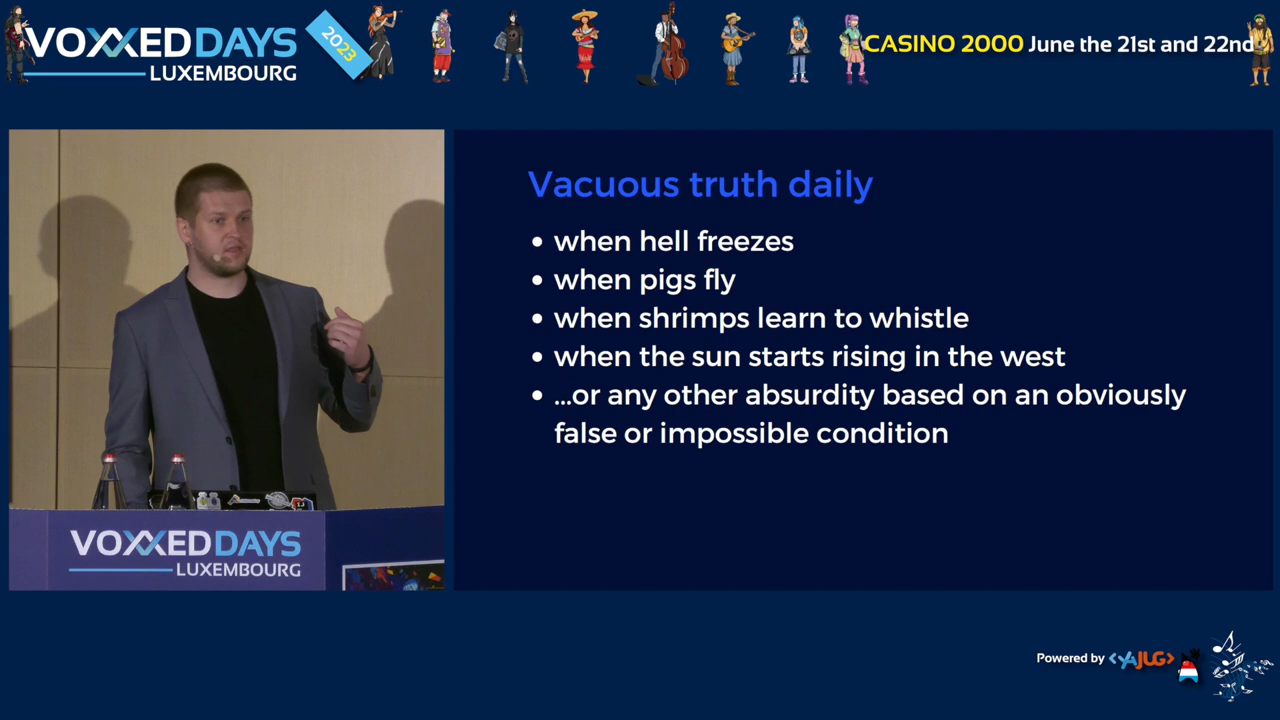 VOXXED DAYS
LUXEMBOURG
2023
CASINO 2000 June the 21st and 22nd
Vacuous truth daily
• when hell freezes
• when pigs fly
• when shrimps learn to whistle
• when the sun starts rising in the west
• ...or any other absurdity based on an obviously
false or impossible condition
VOXXED DAYS
LUXEMBOURG
Powered by <YAJUG>